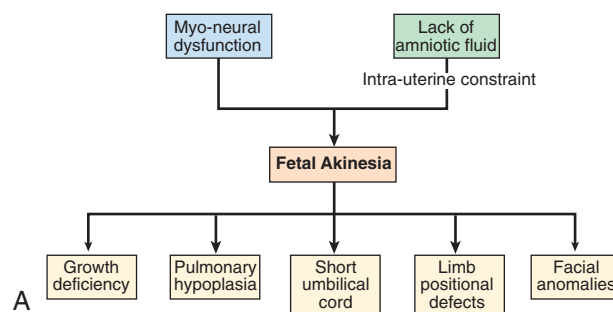 Myo-neural
dysfunction
Lack of
amniotic fluid
Intra-uterine constraint
Fetal Akinesia
Growth
deficiency
Pulmonary
hypoplasia
Short
umbilical
cord
Limb
positional
defects
Facial
anomalies
A